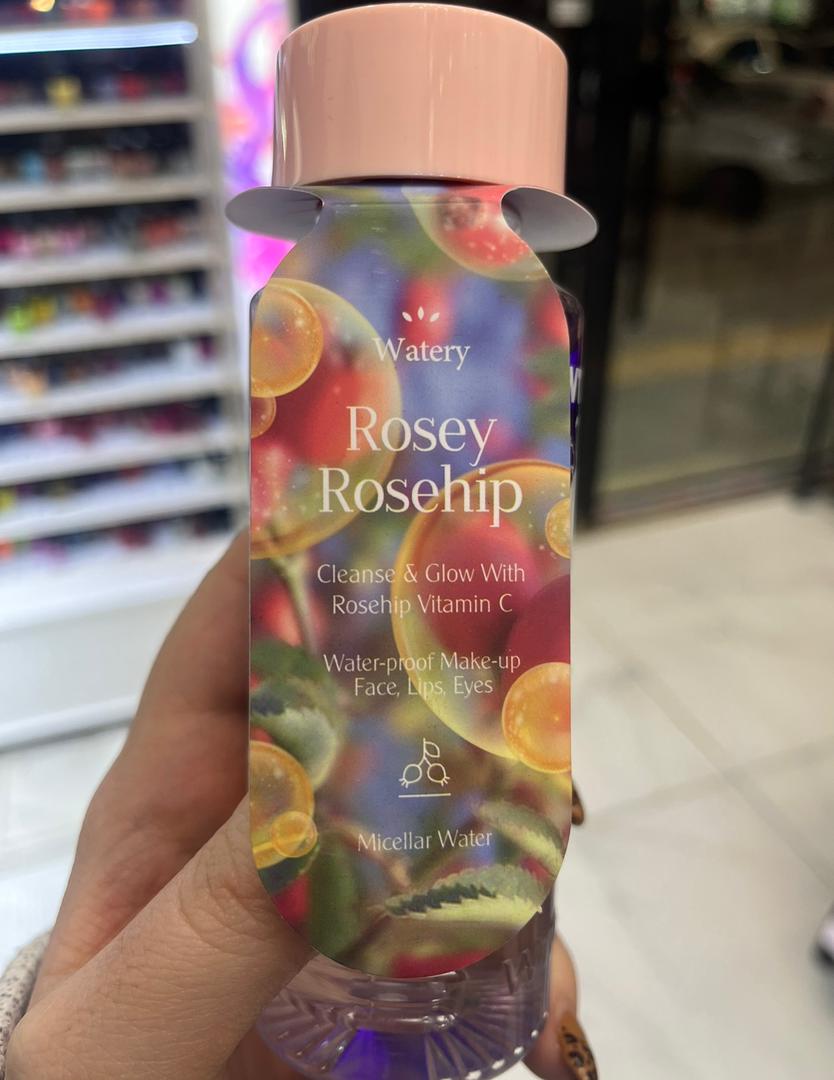 Watery
Rosey
Rosehip
Cleanse & Glow With
Rosehip Vitamin C
Water-proof Make-up
Face, Lips, Eyes
Micellar Water